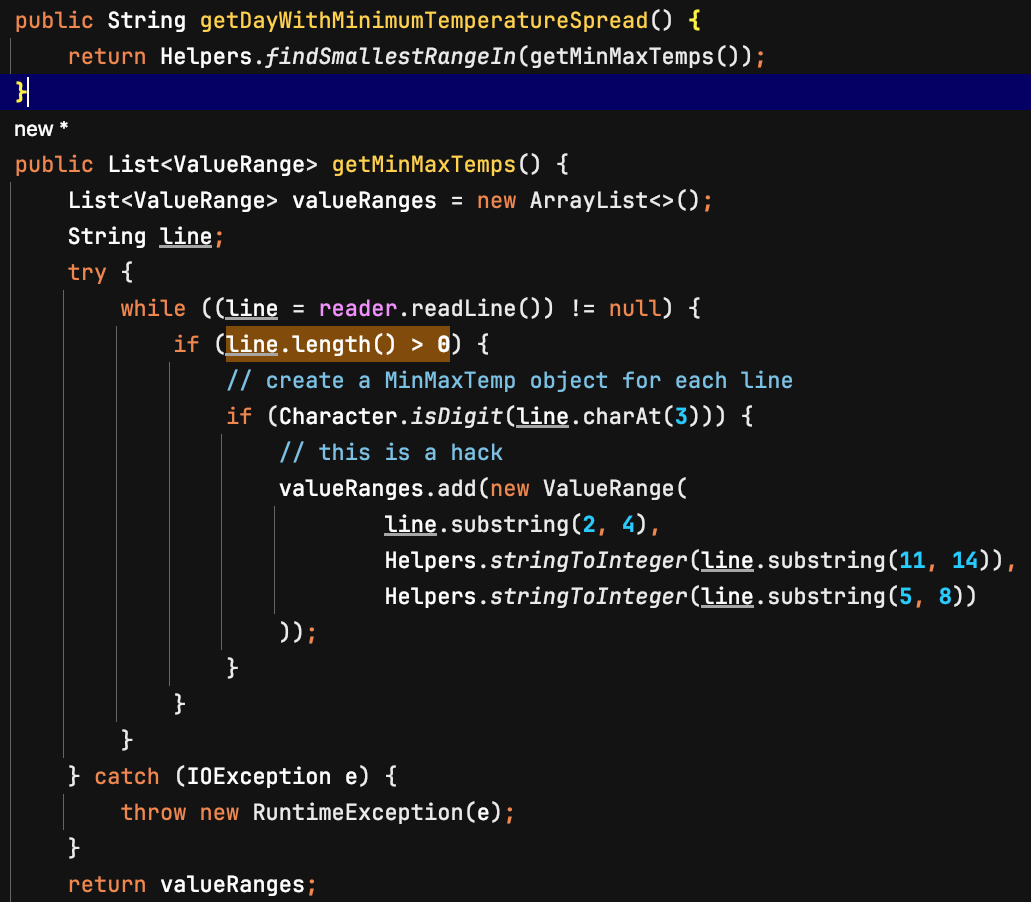 public String getDayWithMinimumTemperatureSpread() {
    return Helpers.findSmallestRangeIn(getMinMaxTemps());
}
new *
public List<ValueRange> getMinMaxTemps() {
    List<ValueRange> valueRanges = new ArrayList<>();
    String line;
    try {
        while ((line = reader.readLine()) != null) {
            if (line.length() > 0) {
                // create a MinMaxTemp object for each line
                if (Character.isDigit(line.charAt(3))) {
                    // this is a hack
                    valueRanges.add(new ValueRange(
                            line.substring(2, 4),
                            Helpers.stringToInteger(line.substring(11, 14)),
                            Helpers.stringToInteger(line.substring(5, 8))
                    ));
                }
            }
        }
    } catch (IOException e) {
        throw new RuntimeException(e);
    }
    return valueRanges;